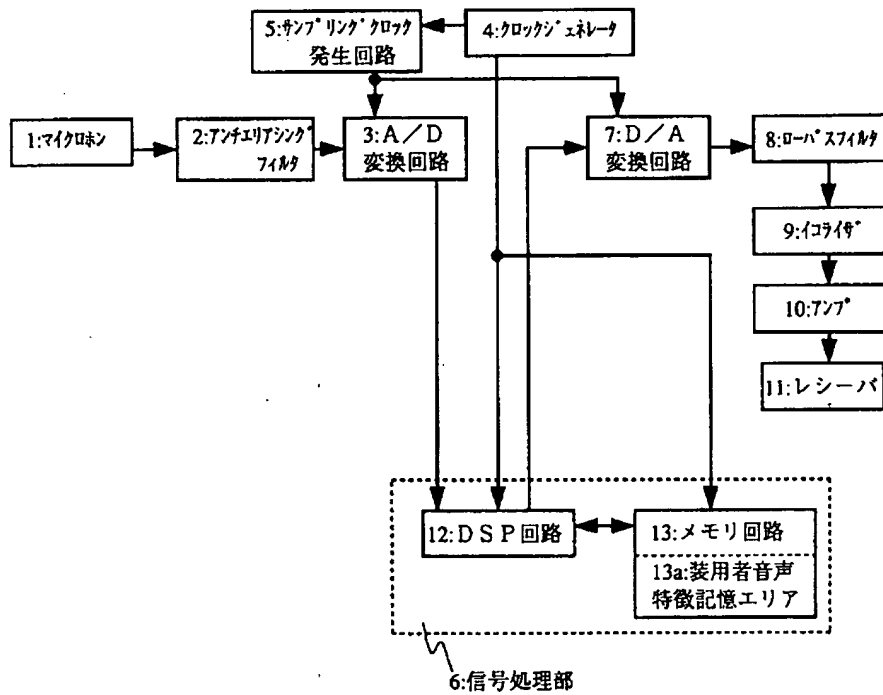 5:ｻﾝﾌﾟﾘﾝｸﾞｸﾛｯｸ
発生回路
4:ｸﾛｯｸｼﾞｪﾈﾚｰﾀ
1:ﾏｲｸﾛﾎﾝ
2:ｱﾝﾁｴﾘｱｼﾝｸﾞ
ﾌｨﾙﾀ
3:Ａ／Ｄ
変換回路
7:Ｄ／Ａ
変換回路
8:ﾛｰﾊﾟｽﾌｨﾙﾀ
9:ｲｺﾗｲｻﾞ
10:ｱﾝﾌﾟ
11:レシーバ
12:ＤＳＰ回路
13:メモリ回路
13a:装用者音声
特徴記憶エリア
6:信号処理部